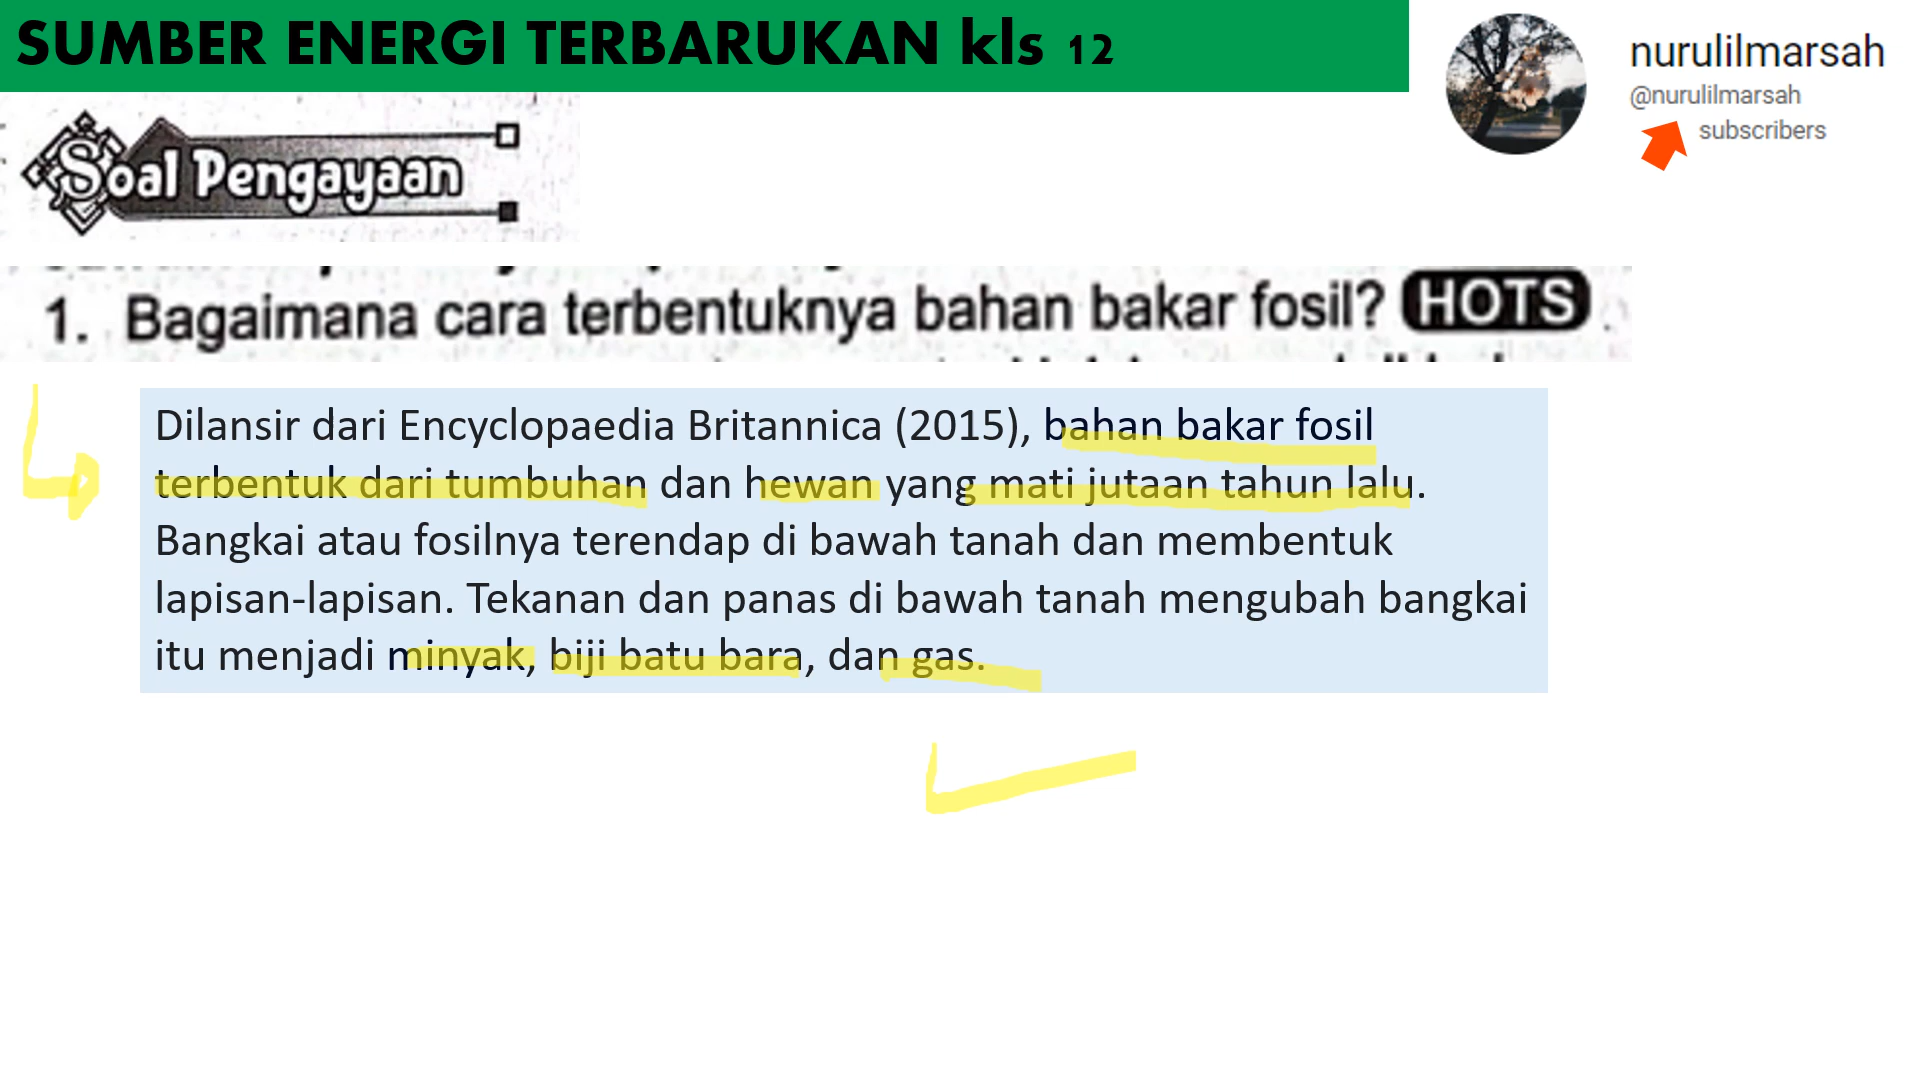 SUMBER ENERGI TERBARUKAN kls 12
nurulilmarsah
@nurulilmarsah
subscribers
Soal Pengayaan
1. Bagaimana cara terbentuknya bahan bakar fosil? HOTS
Dilansir dari Encyclopaedia Britannica (2015), bahan bakar fosil
terbentuk dari tumbuhan dan hewan yang mati jutaan tahun lalu.
Bangkai atau fosilnya terendap di bawah tanah dan membentuk
lapisan-lapisan. Tekanan dan panas di bawah tanah mengubah bangkai
itu menjadi minyak, biji batu bara, dan gas.